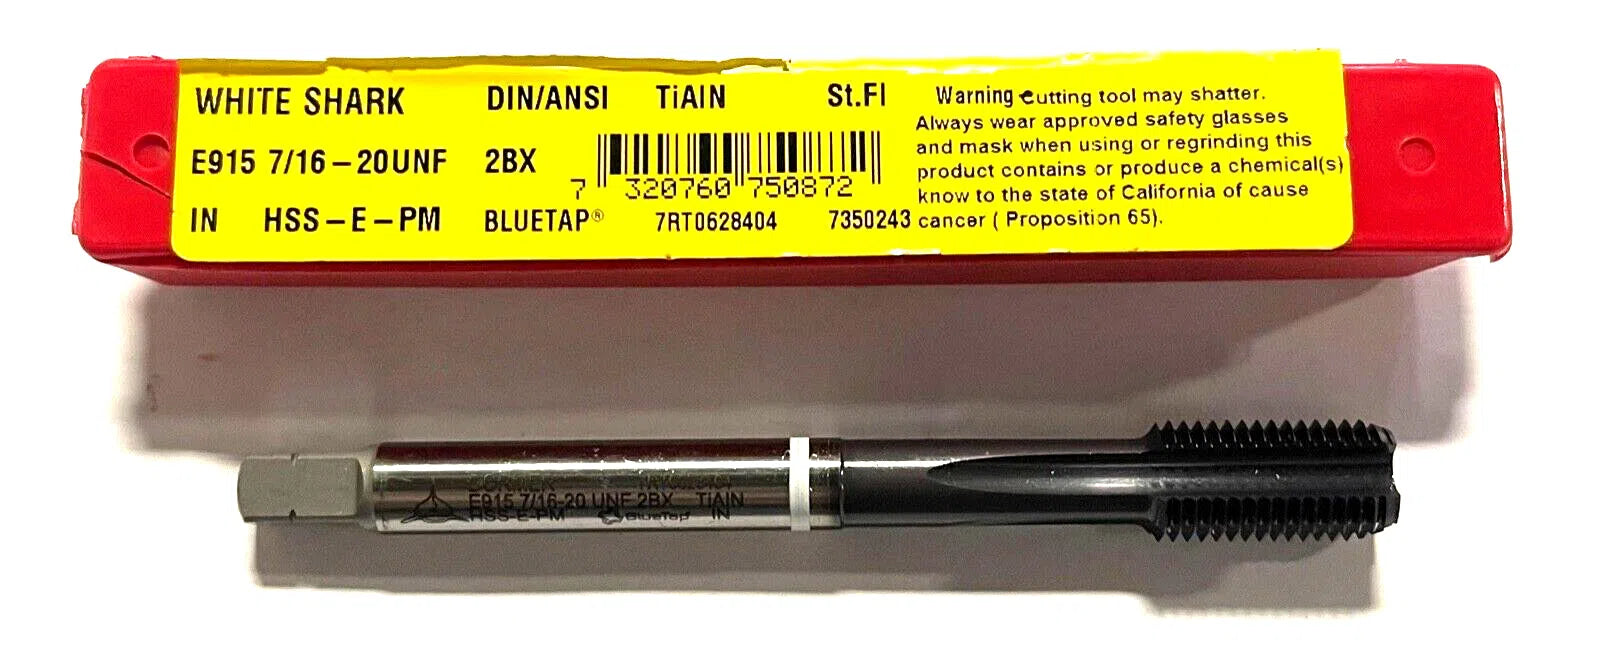 WHITE SHARK DIN/ANSI TiAlN St.Fl
E915 7/16-20UNF 2BX
7 320760 750872
IN HSS-E-PM BLUETAP® 7RT0628404 7350243
Warning Cutting tool may shatter.
Always wear approved safety glasses
and mask when using or regrinding this
product contains or produce a chemical(s)
know to the state of California of cause
cancer ( Proposition 65).
E915 7/16-20 UNF 2BX TiAlN
HSS-E-PM BlueTap® IN